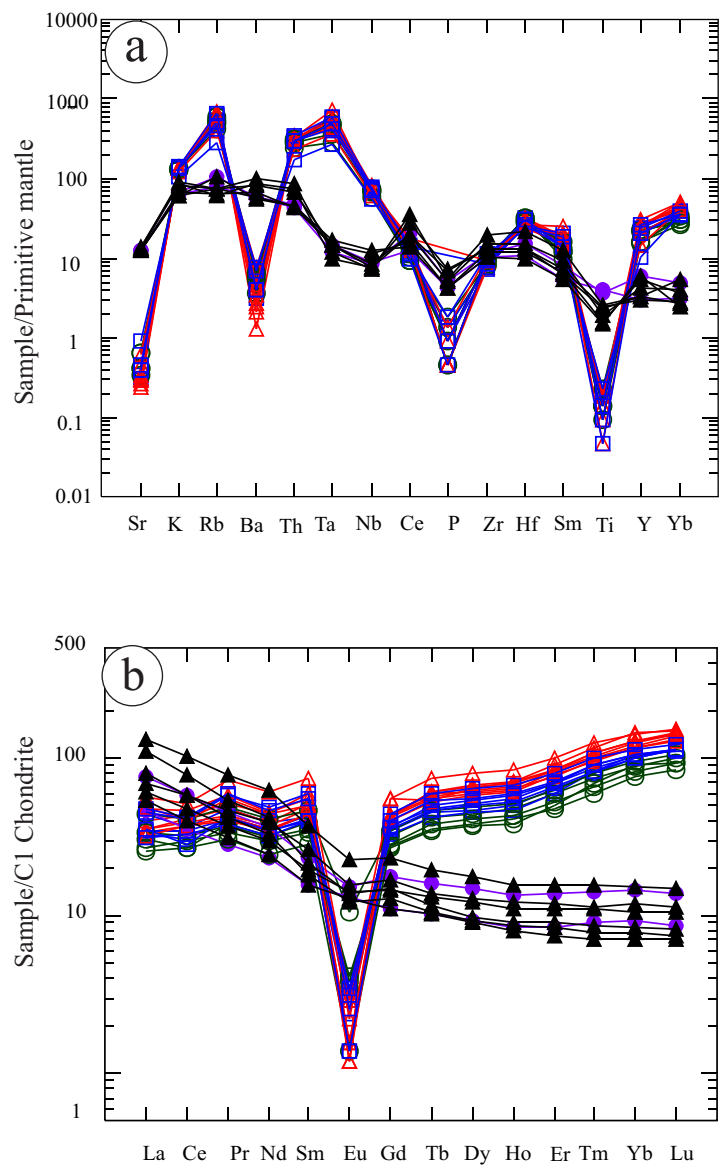 a
10000
1000
100
10
1
0.1
0.01
Sample/Primitive mantle
Sr K Rb Ba Th Ta Nb Ce P Zr Hf Sm Ti Y Yb
b
500
100
10
1
Sample/C1 Chondrite
La Ce Pr Nd Sm Eu Gd Tb Dy Ho Er Tm Yb Lu